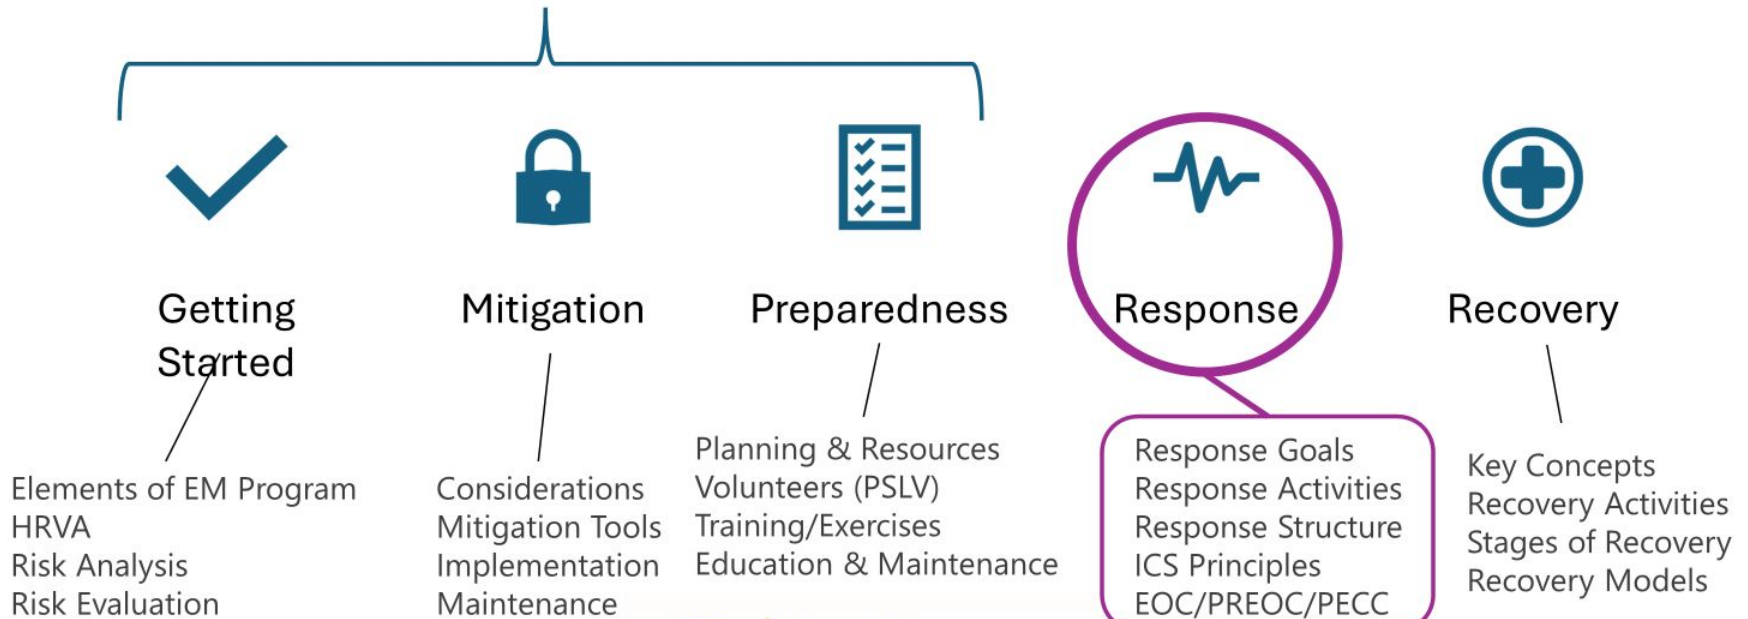 Getting
Started
Mitigation
Preparedness
Response
Recovery
Elements of EM Program
HRVA
Risk Analysis
Risk Evaluation
Considerations
Mitigation Tools
Implementation
Maintenance
Planning & Resources
Volunteers (PSLV)
Training/Exercises
Education & Maintenance
Response Goals
Response Activities
Response Structure
ICS Principles
EOC/PREOC/PECC
Key Concepts
Recovery Activities
Stages of Recovery
Recovery Models